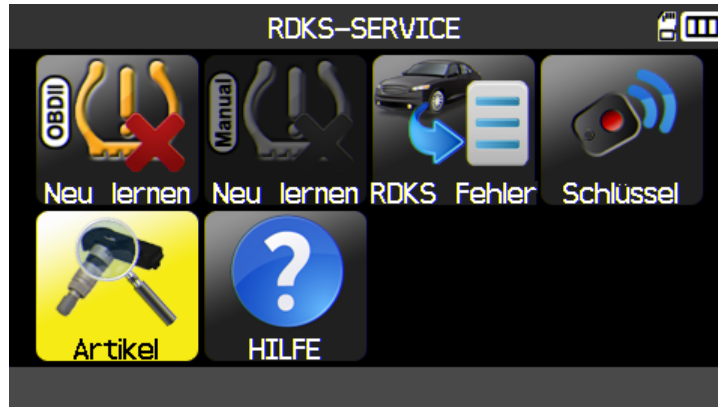 RDKS-SERVICE
OBDII
Manual
Neu lernen
Neu lernen
RDKS Fehler
Schlüssel
Artikel
HILFE
?